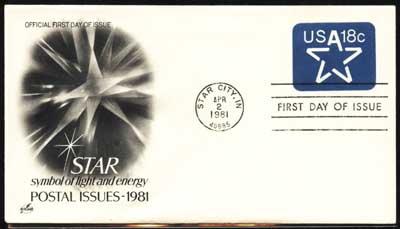 OFFICIAL FIRST DAY OF ISSUE
STAR
symbol of light and energy
POSTAL ISSUES-1981
USA 18c
STAR CITY, IN
APR
2
1981
FIRST DAY OF ISSUE